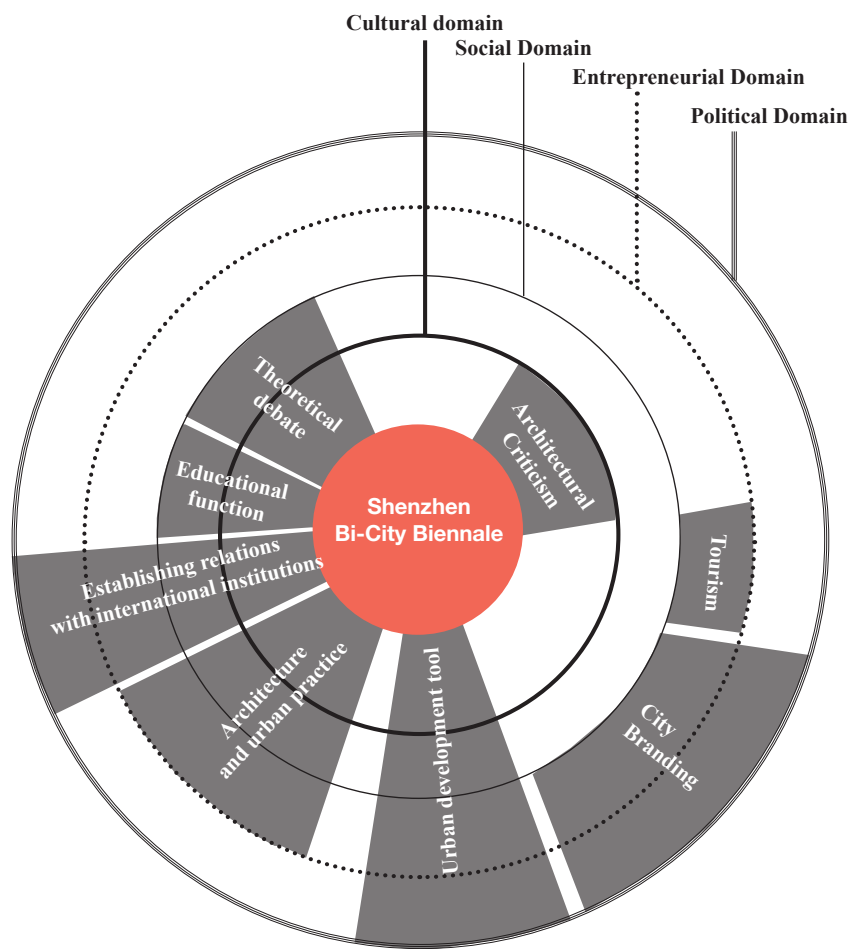 Cultural domain
Social Domain
Entrepreneurial Domain
Political Domain
Theoretical
debate
Architectural
Criticism
Educational
function
Shenzhen
Bi-City Biennale
Establishing relations
with international institutions
Tourism
Architecture
and urban practice
Urban development tool
City
Branding